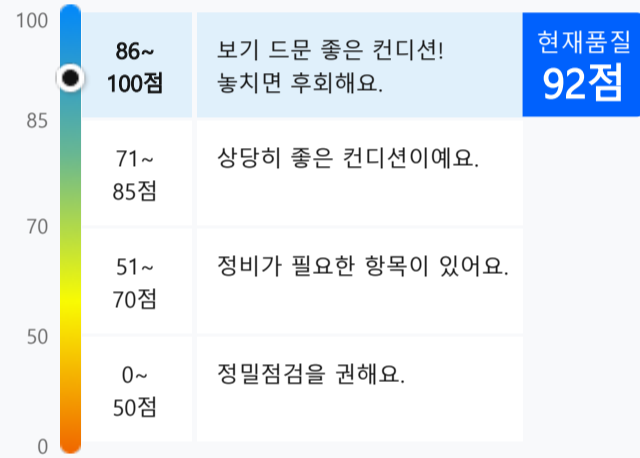 100
86~
100점
보기 드문 좋은 컨디션!
놓치면 후회해요.
현재품질
92점
85
71~
85점
상당히 좋은 컨디션이예요.
70
51~
70점
정비가 필요한 항목이 있어요.
50
0~
50점
정밀점검을 권해요.
0